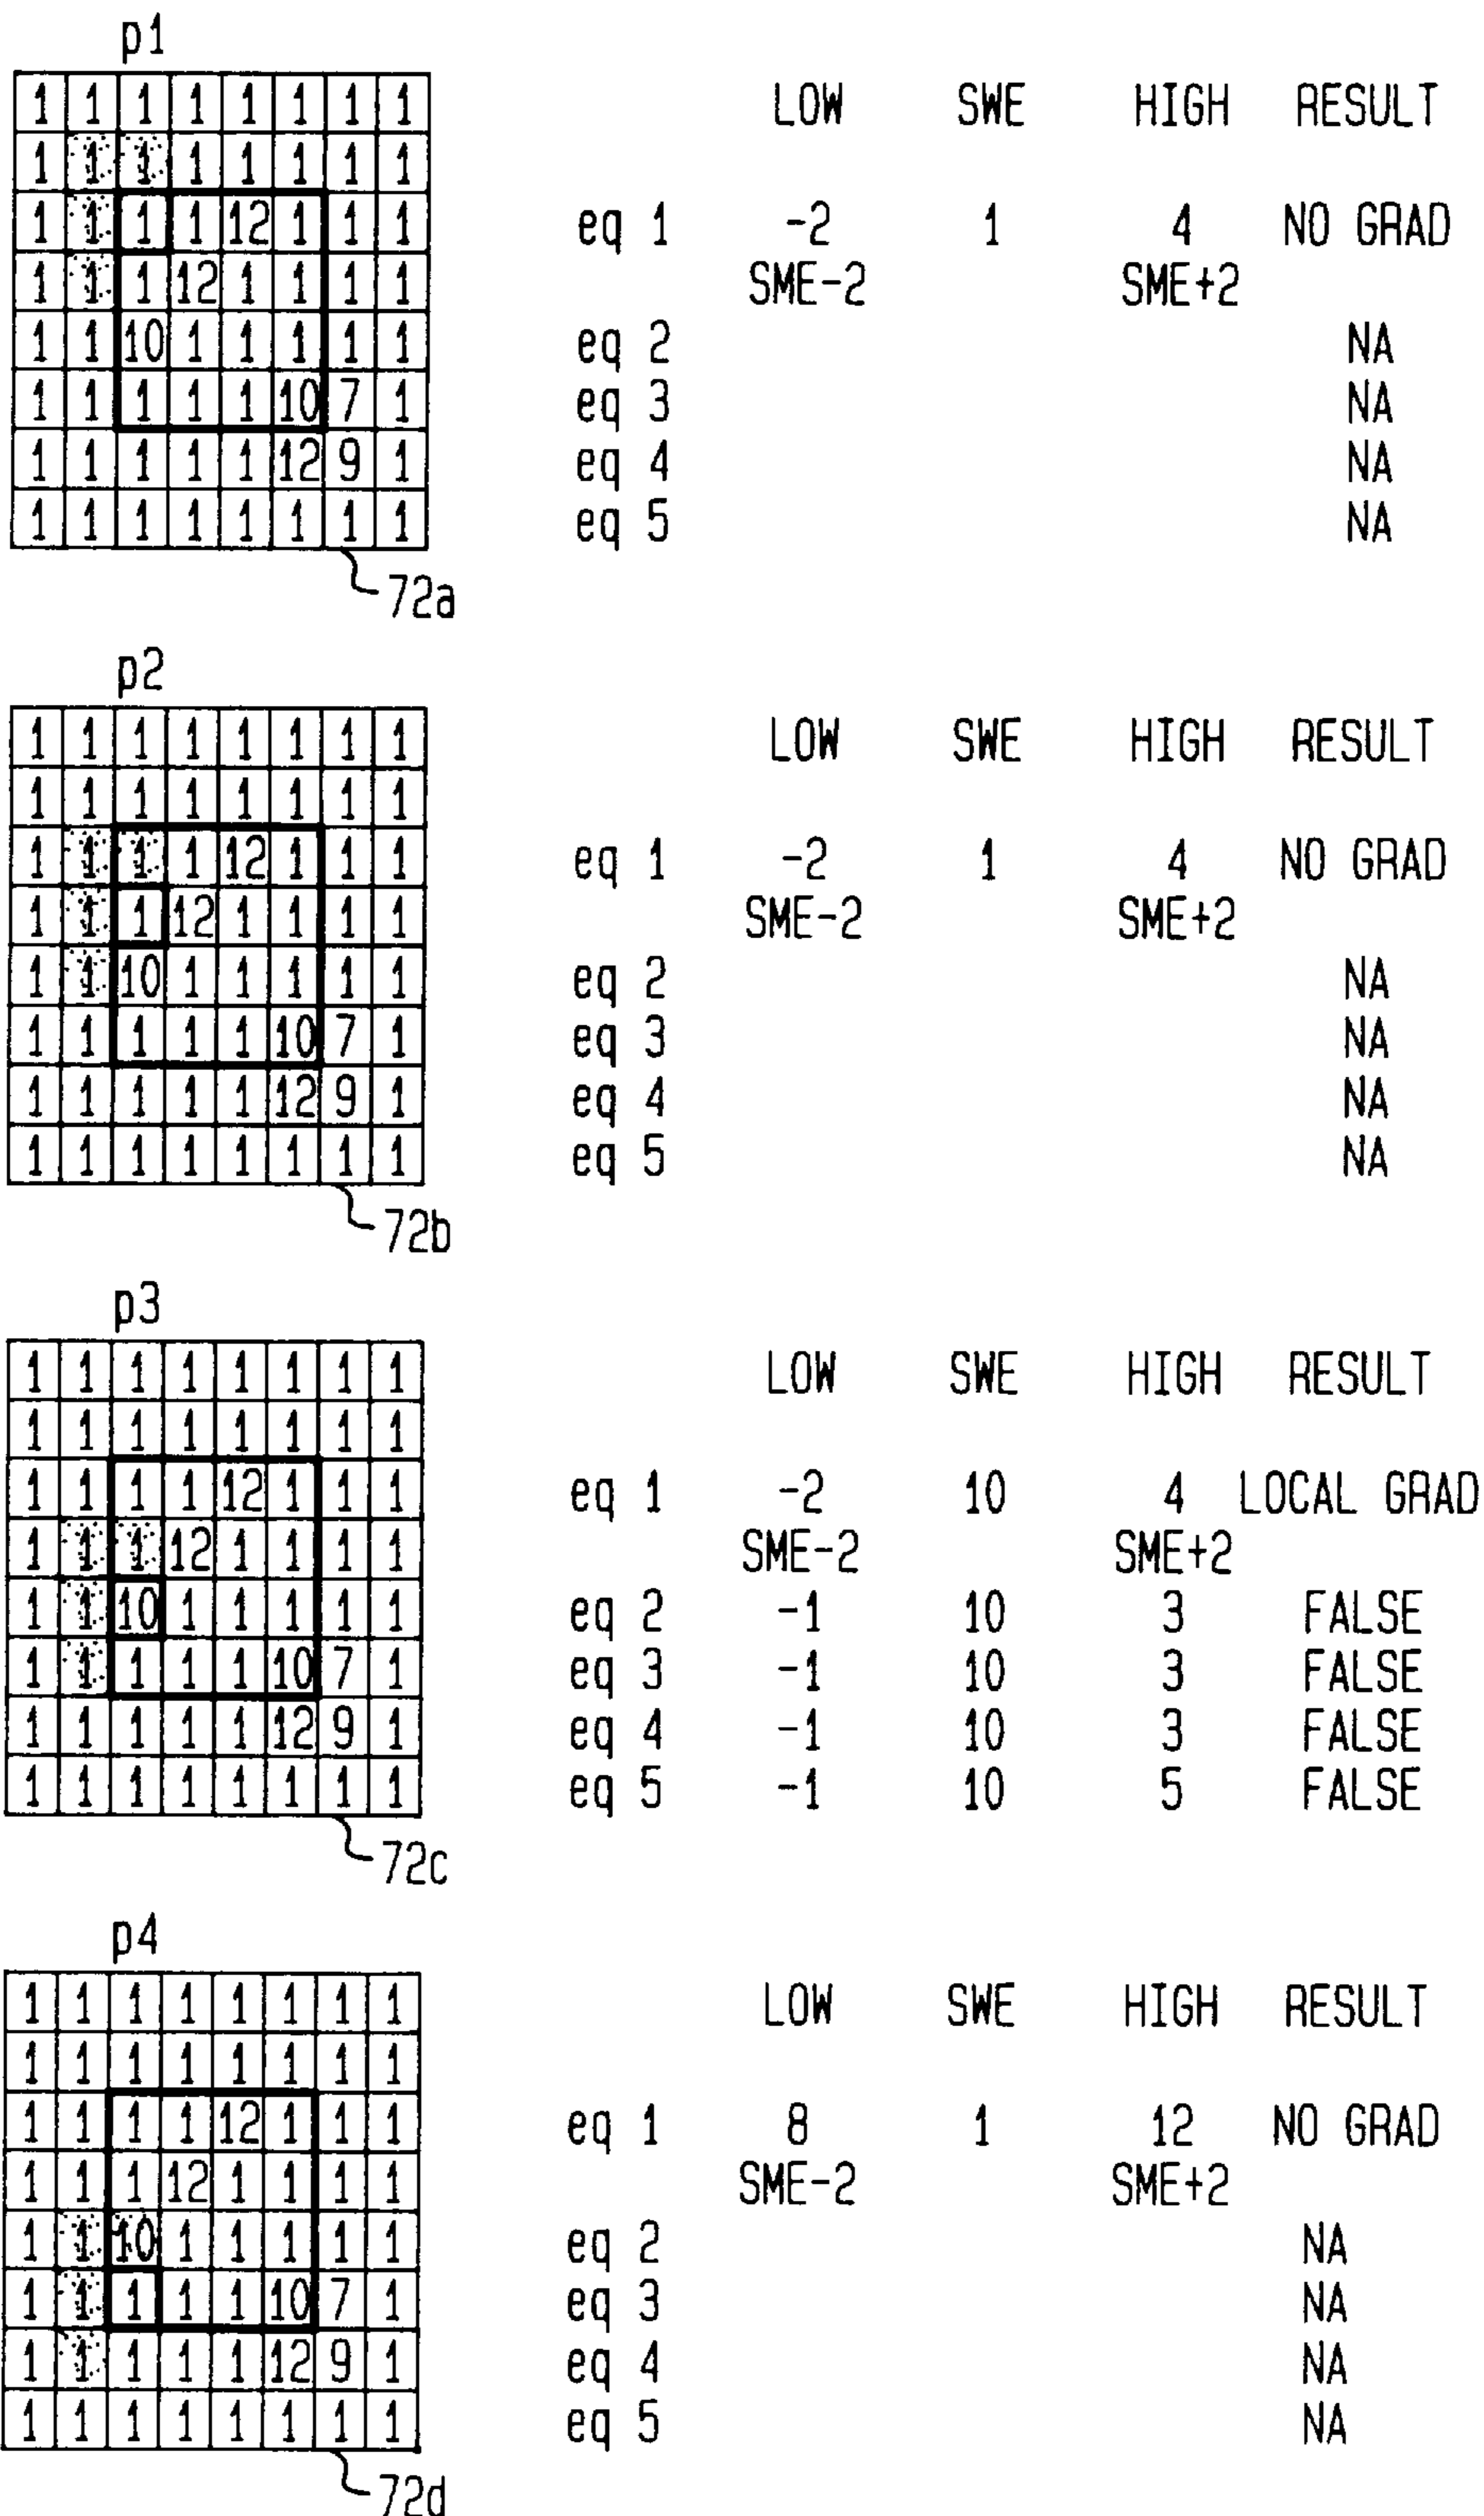 p1
1 1 1 1 1 1 1 1 LOW SWE HIGH RESULT
1 1 1 1 1 1 1 1
1 1 1 1 12 1 1 1 eq 1 -2 1 4 NO GRAD
1 1 1 12 1 1 1 1 SME-2 SME+2
1 1 10 1 1 1 1 1 eq 2 NA
1 1 1 1 1 10 7 1 eq 3 NA
1 1 1 1 1 12 9 1 eq 4 NA
1 1 1 1 1 1 1 1 eq 5 NA
72a
p2
1 1 1 1 1 1 1 1 LOW SWE HIGH RESULT
1 1 1 1 1 1 1 1
1 1 1 1 12 1 1 1 eq 1 -2 1 4 NO GRAD
1 1 1 12 1 1 1 1 SME-2 SME+2
1 1 10 1 1 1 1 1 eq 2 NA
1 1 1 1 1 10 7 1 eq 3 NA
1 1 1 1 1 12 9 1 eq 4 NA
1 1 1 1 1 1 1 1 eq 5 NA
72b
p3
1 1 1 1 1 1 1 1 LOW SWE HIGH RESULT
1 1 1 1 1 1 1 1
1 1 1 1 12 1 1 1 eq 1 -2 10 4 LOCAL GRAD
1 1 1 12 1 1 1 1 SME-2 SME+2
1 1 10 1 1 1 1 1 eq 2 -1 10 3 FALSE
1 1 1 1 1 10 7 1 eq 3 -1 10 3 FALSE
1 1 1 1 1 12 9 1 eq 4 -1 10 3 FALSE
1 1 1 1 1 1 1 1 eq 5 -1 10 5 FALSE
72c
p4
1 1 1 1 1 1 1 1 LOW SWE HIGH RESULT
1 1 1 1 1 1 1 1
1 1 1 1 12 1 1 1 eq 1 8 1 12 NO GRAD
1 1 1 12 1 1 1 1 SME-2 SME+2
1 1 10 1 1 1 1 1 eq 2 NA
1 1 1 1 1 10 7 1 eq 3 NA
1 1 1 1 1 12 9 1 eq 4 NA
1 1 1 1 1 1 1 1 eq 5 NA
72d